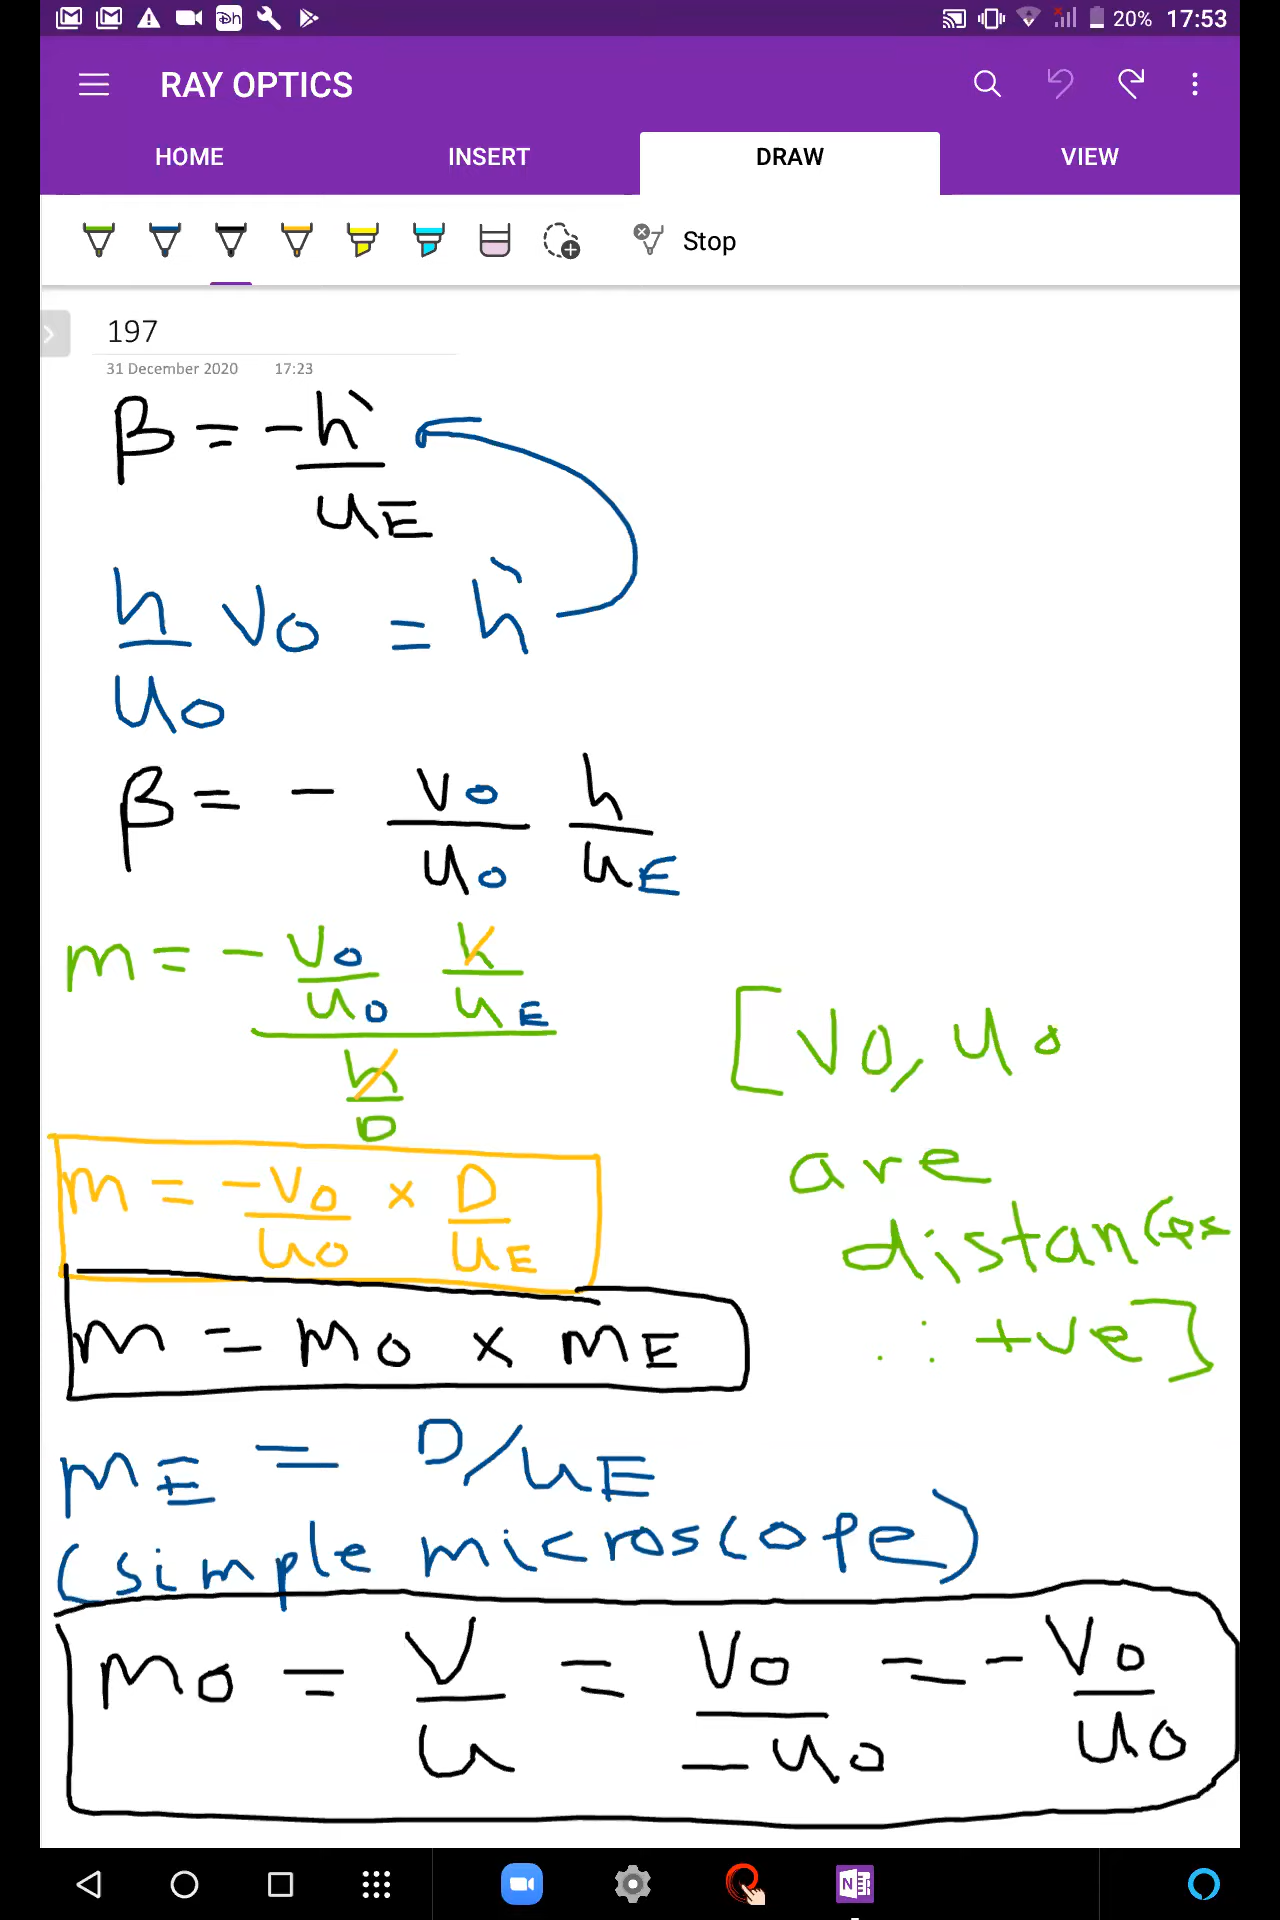 20% 17:53
RAY OPTICS
HOME INSERT DRAW VIEW
Stop
197
31 December 2020 17:23
β = -h`/uE
h/uo vo = h`
β = - vo/uo h/uE
m = - vo/uo h/uE / h/D
[vo, uo
are
distances
∴ +ve]
m = -vo/uo × D/uE
m = mo × mE
mE = D/uE
(simple microscope)
mo = v/u = vo/-uo = - vo/uo